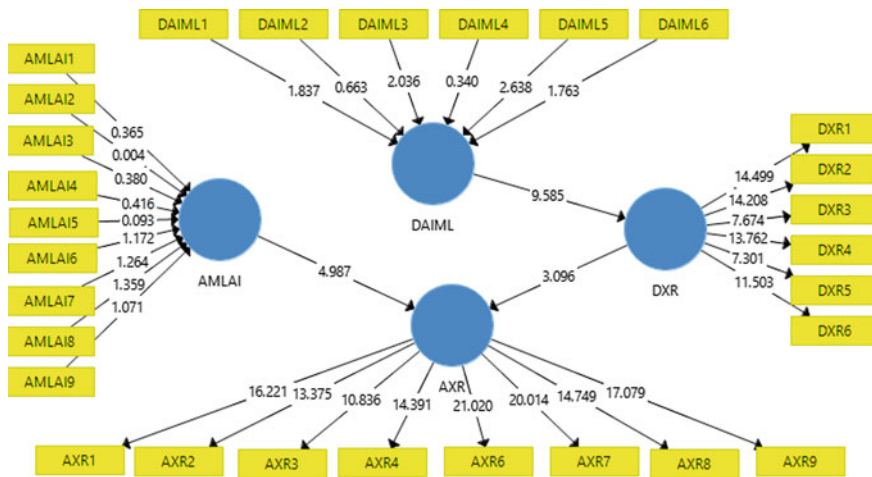 DAIML1 DAIML2 DAIML3 DAIML4 DAIML5 DAIML6
1.837 0.663 2.036 0.340 2.638 1.763
AMLAI1
AMLAI2
AMLAI3
AMLAI4
AMLAI5
AMLAI6
AMLAI7
AMLAI8
AMLAI9
0.365
0.004
0.380
0.416
0.093
1.172
1.264
1.359
1.071
AMLAI
DAIML
9.585
DXR
14.499
14.208
7.674
13.762
7.301
11.503
DXR1
DXR2
DXR3
DXR4
DXR5
DXR6
4.987
3.096
AXR
16.221 13.375 10.836 14.391 21.020 20.014 14.749 17.079
AXR1 AXR2 AXR3 AXR4 AXR6 AXR7 AXR8 AXR9